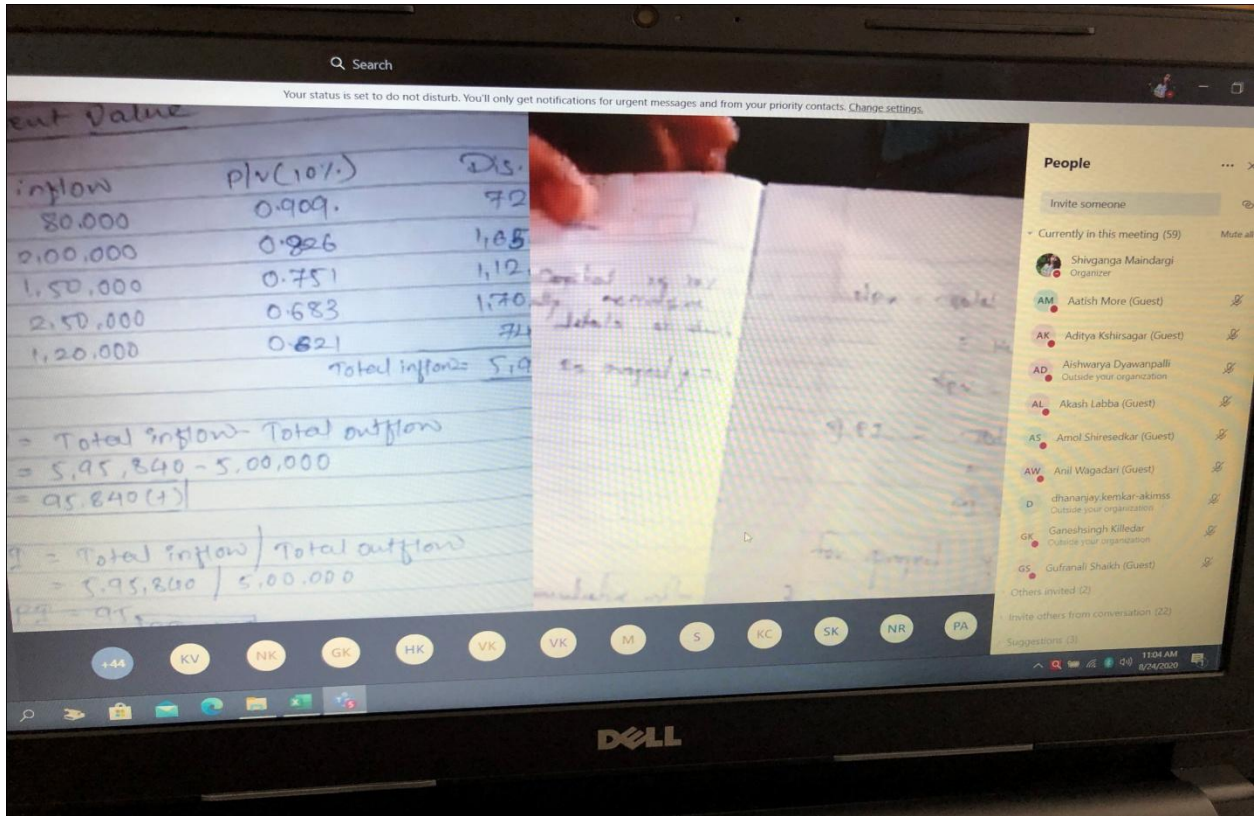 Search
Your status is set to do not disturb. You'll only get notifications for urgent messages and from your priority contacts. Change settings.
ent Value
inflow P/v(10%) Dis.
80.000 0.909. 72
2,00,000 0.826 1,65
1,50,000 0.751 1,12
2,50,000 0.683 1,70
1,20,000 0.621 74
Total inflow= 5,9
= Total inflow - Total outflow
= 5,95,840 - 5,00,000
= 95,840 (+)
= Total inflow / Total outflow
= 5,95,840 / 5,00,000
for project
People
Invite someone
Currently in this meeting (59) Mute all
Shivganga Maindargi
Organizer
AM Aatish More (Guest)
AK Aditya Kshirsagar (Guest)
AD Aishwarya Dyawanpalli
Outside your organization
AL Akash Labba (Guest)
AS Amol Shiresedkar (Guest)
AW Anil Wagadari (Guest)
D dhananjay.kemkar-akimss
Outside your organization
GK Ganeshsingh Killedar
Outside your organization
GS Gufranali Shaikh (Guest)
Others invited (2)
Invite others from conversation (22)
Suggestions (3)
+44 KV NK GK HK VK VK M S KC SK NR PA
11:04 AM
8/24/2020
DELL